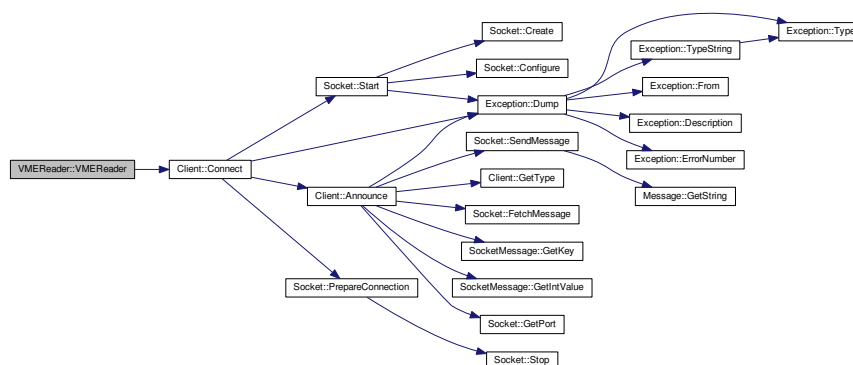 VMEReader::VMEReader
Client::Connect
Socket::Start
Client::Announce
Socket::PrepareConnection
Socket::Create
Socket::Configure
Exception::Dump
Socket::SendMessage
Client::GetType
Socket::FetchMessage
SocketMessage::GetKey
SocketMessage::GetIntValue
Socket::GetPort
Socket::Stop
Exception::TypeString
Exception::From
Exception::Description
Exception::ErrorNumber
Message::GetString
Exception::Type